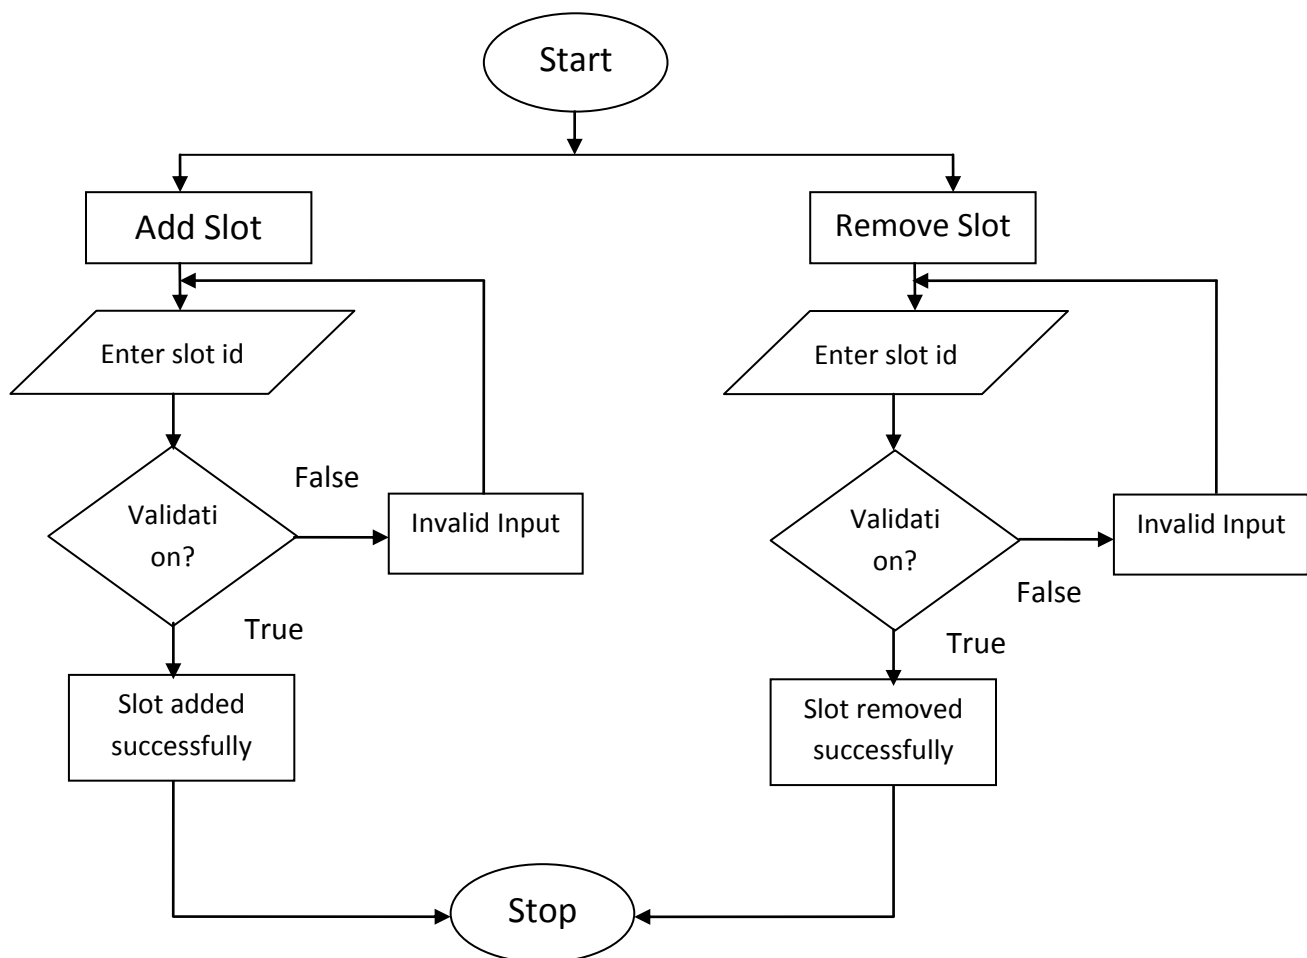 Start
Add Slot
Remove Slot
Enter slot id
Enter slot id
False
Validati
on?
Invalid Input
Validati
on?
Invalid Input
False
True
True
Slot added
successfully
Slot removed
successfully
Stop